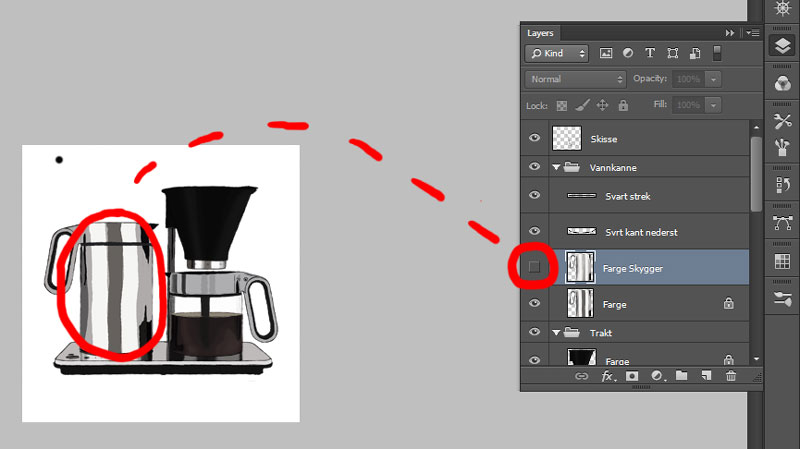 Layers
Kind
T
Normal
Opacity: 100%
Lock:
Fill: 100%
Skisse
Vannkanne
Svart strek
Svrt kant nederst
Farge Skygger
Farge
Trakt
Farge
fx